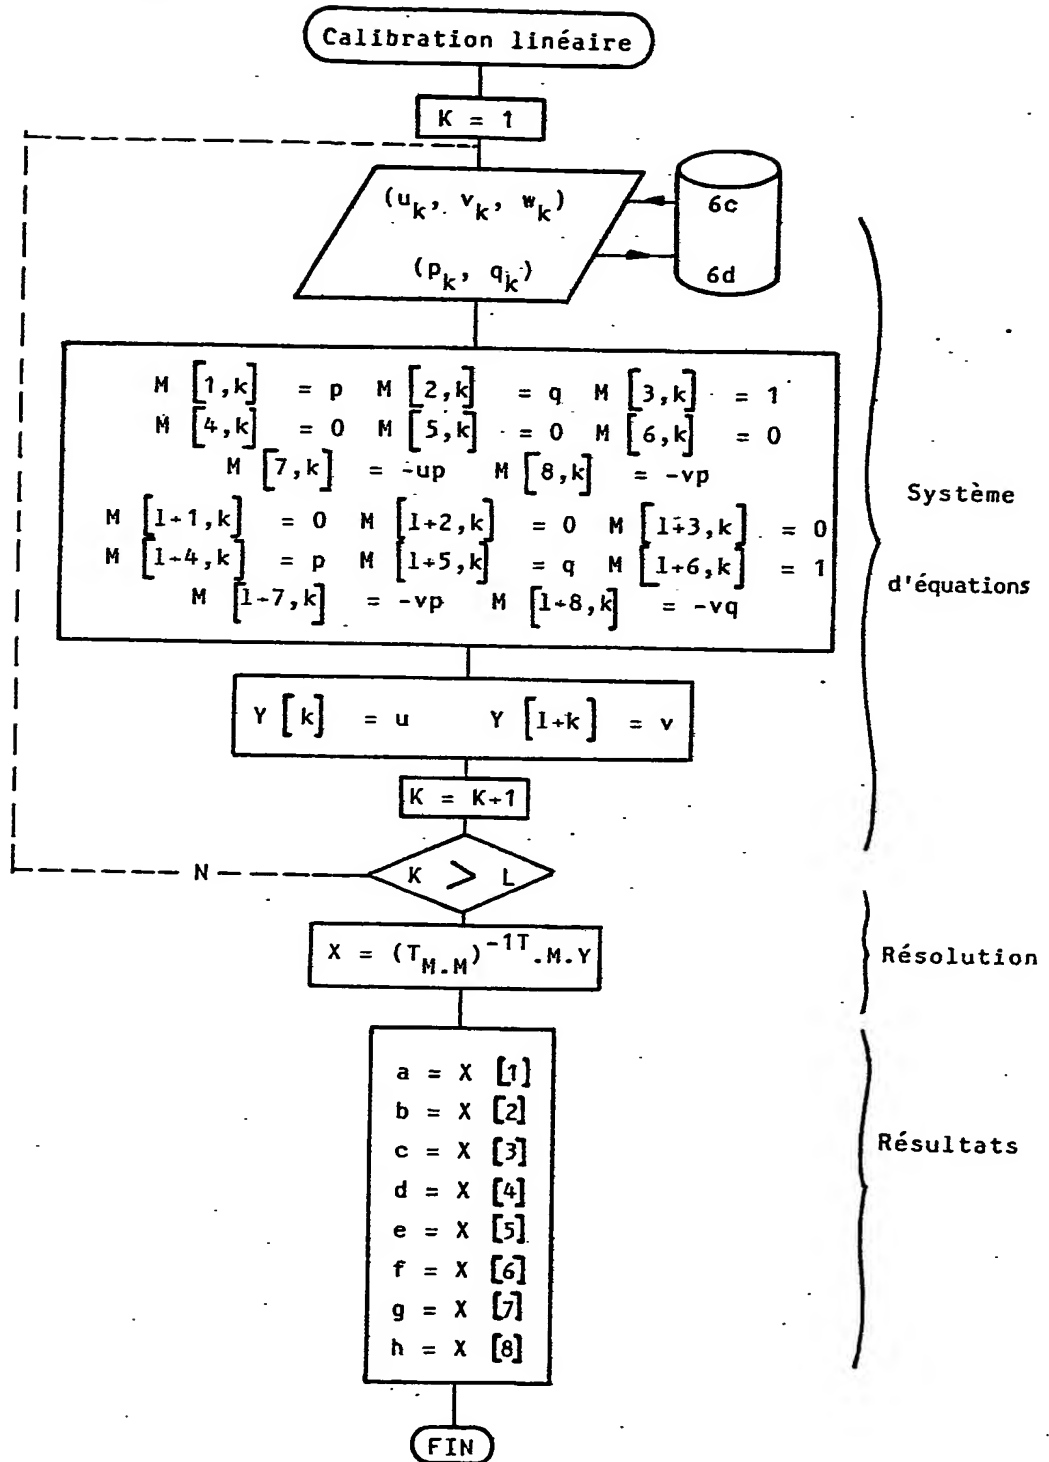 Calibration linéaire
K = 1
(u_k, v_k, w_k)
6c
(p_k, q_k)
6d
M [1,k] = p M [2,k] = q M [3,k] = 1
M [4,k] = 0 M [5,k] = 0 M [6,k] = 0
M [7,k] = -up M [8,k] = -vp
M [l+1,k] = 0 M [l+2,k] = 0 M [l+3,k] = 0
M [l+4,k] = p M [l+5,k] = q M [l+6,k] = 1
M [l+7,k] = -vp M [l+8,k] = -vq
Système
d'équations
Y [k] = u Y [l+k] = v
K = K+1
N
K > L
X = (T_M.M)^-1T.M.Y
Résolution
a = X [1]
b = X [2]
c = X [3]
d = X [4]
e = X [5]
f = X [6]
g = X [7]
h = X [8]
Résultats
FIN